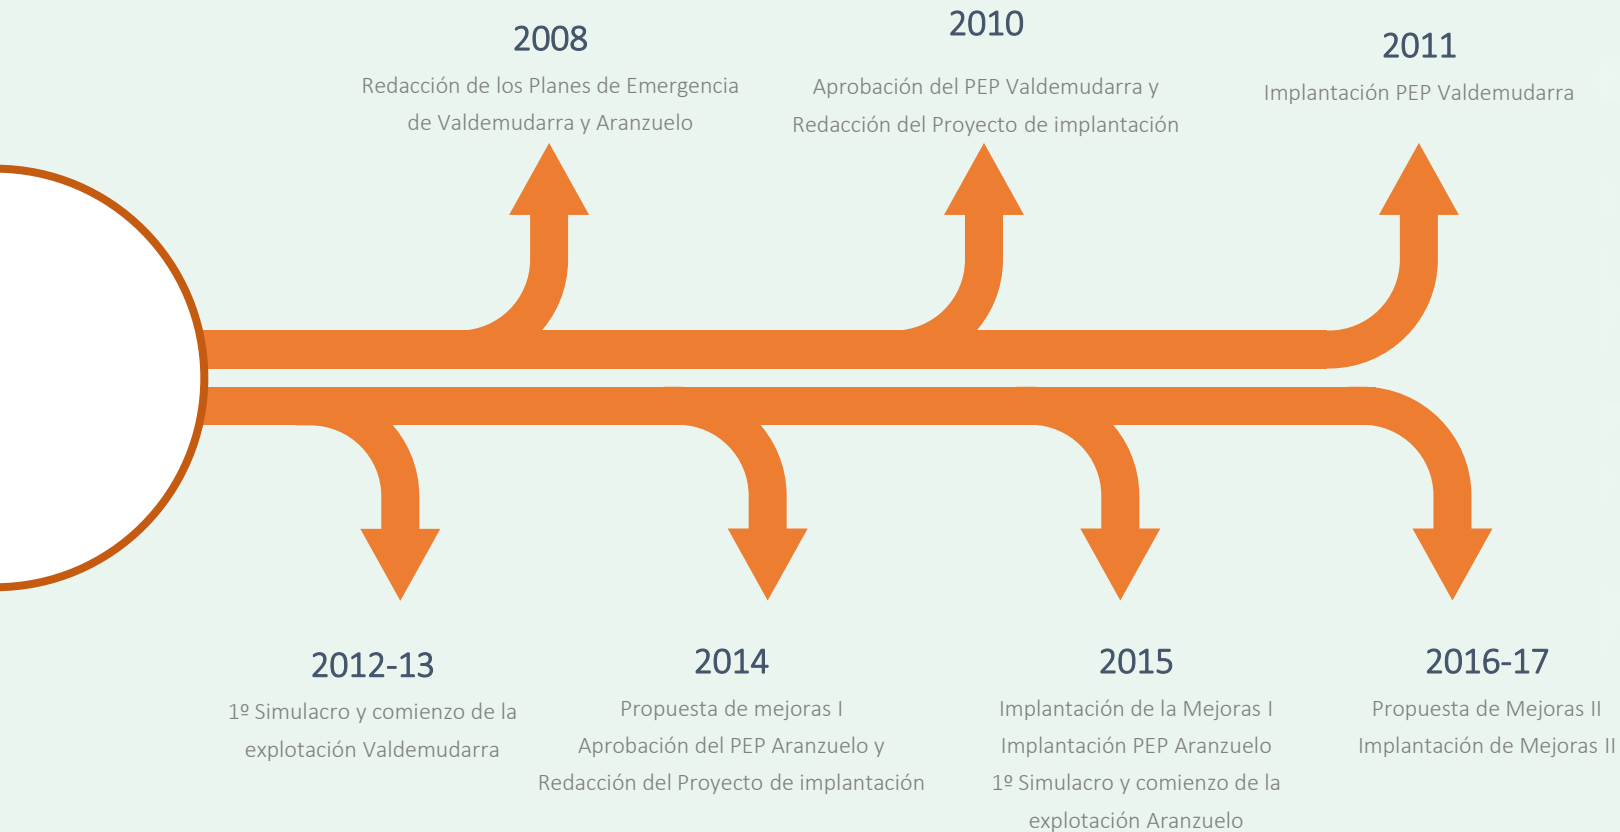 2008
Redacción de los Planes de Emergencia
de Valdemudarra y Aranzuelo
2010
Aprobación del PEP Valdemudarra y
Redacción del Proyecto de implantación
2011
Implantación PEP Valdemudarra
2012-13
1º Simulacro y comienzo de la
explotación Valdemudarra
2014
Propuesta de mejoras I
Aprobación del PEP Aranzuelo y
Redacción del Proyecto de implantación
2015
Implantación de la Mejoras I
Implantación PEP Aranzuelo
1º Simulacro y comienzo de la
explotación Aranzuelo
2016-17
Propuesta de Mejoras II
Implantación de Mejoras II